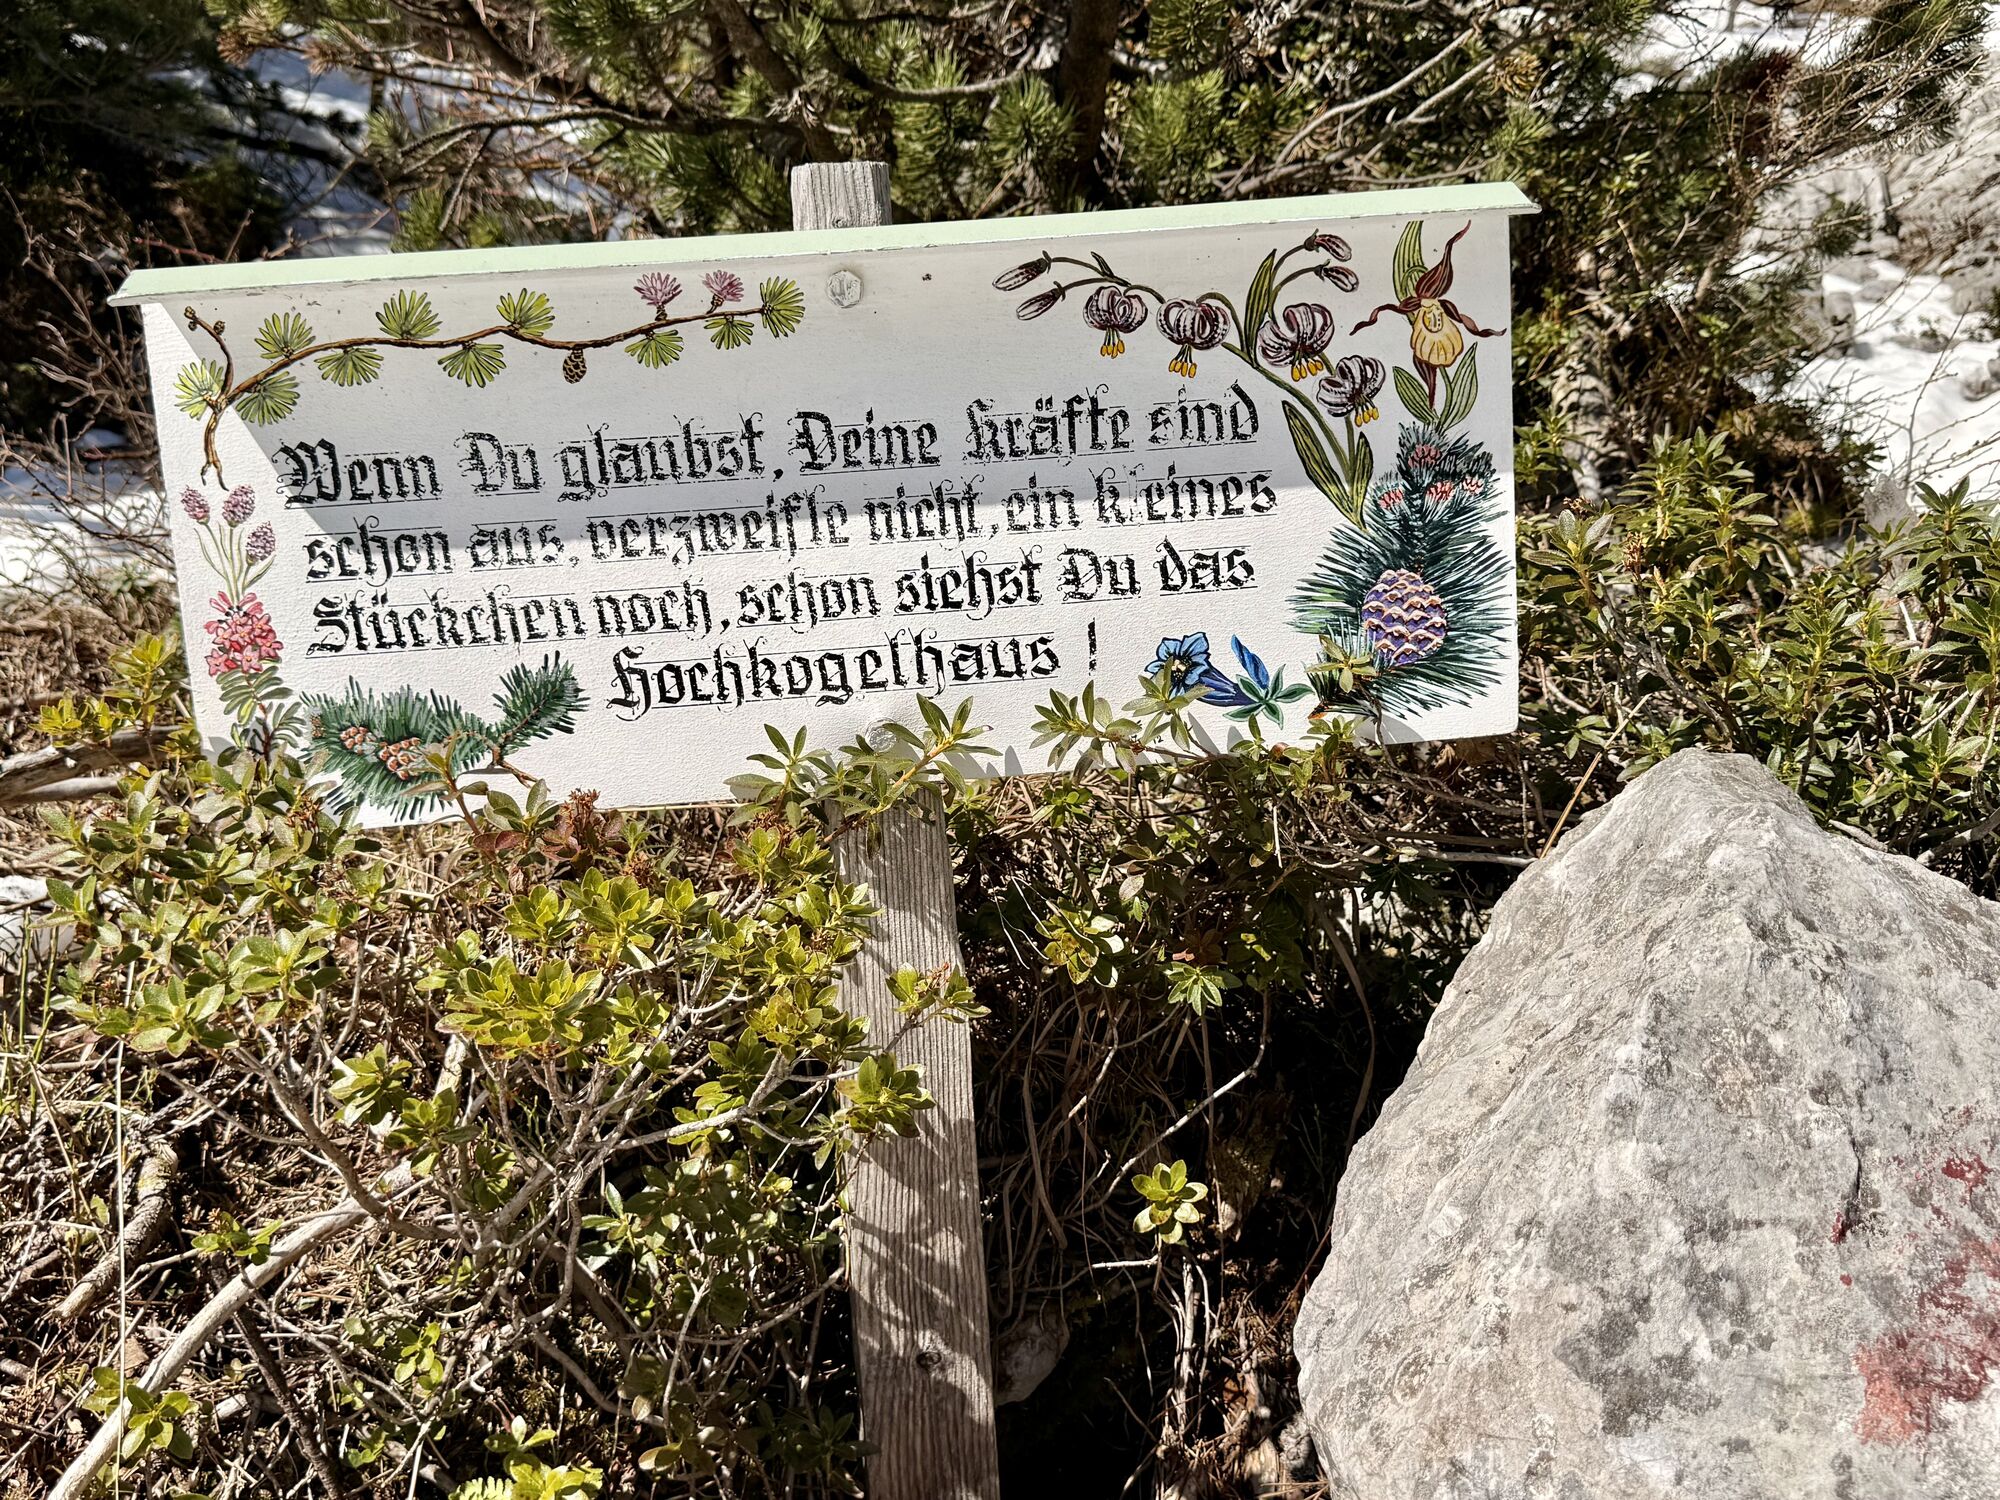 Wenn Du glaubst, Deine Kräfte sind
schon aus, verzweifle nicht, ein kleines
Stückchen noch, schon siehst Du das
Hochkogelhaus !